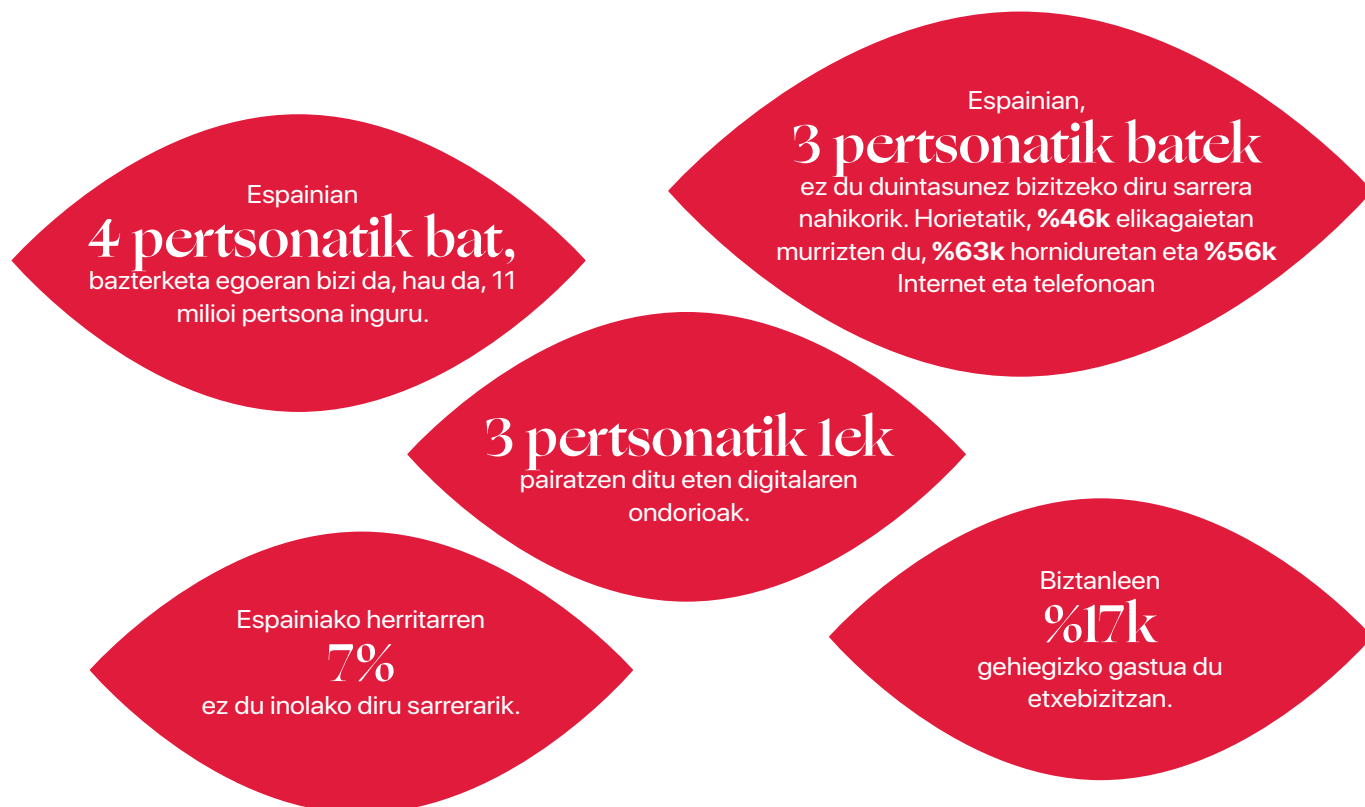 Espainian
4 pertsonatik bat,
bazterketa egoeran bizi da, hau da, 11
milioi pertsona inguru.
Espainian,
3 pertsonatik batek
ez du duintasunez bizitzeko diru sarrera
nahikorik. Horietatik, %46k elikagaietan
murrizten du, %63k horniduretan eta %56k
Internet eta telefonoan
3 pertsonatik 1ek
pairatzen ditu eten digitalaren
ondorioak.
Espainiako herritarren
7%
ez du inolako diru sarrerarik.
Biztanleen
%17k
gehiegizko gastua du
etxebizitzan.